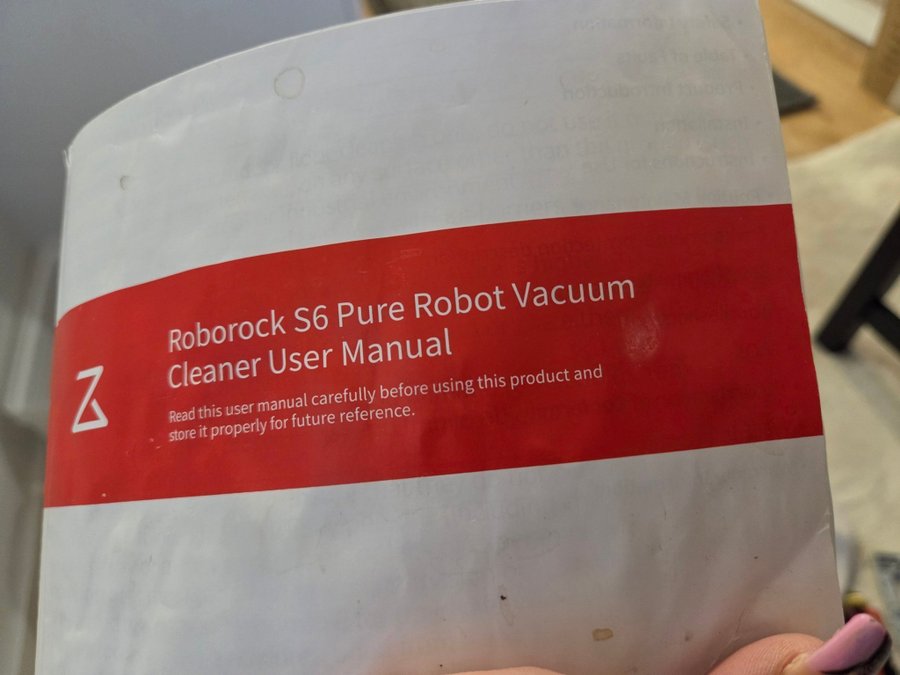 Roborock S6 Pure Robot Vacuum
Cleaner User Manual
Read this user manual carefully before using this product and
store it properly for future reference.